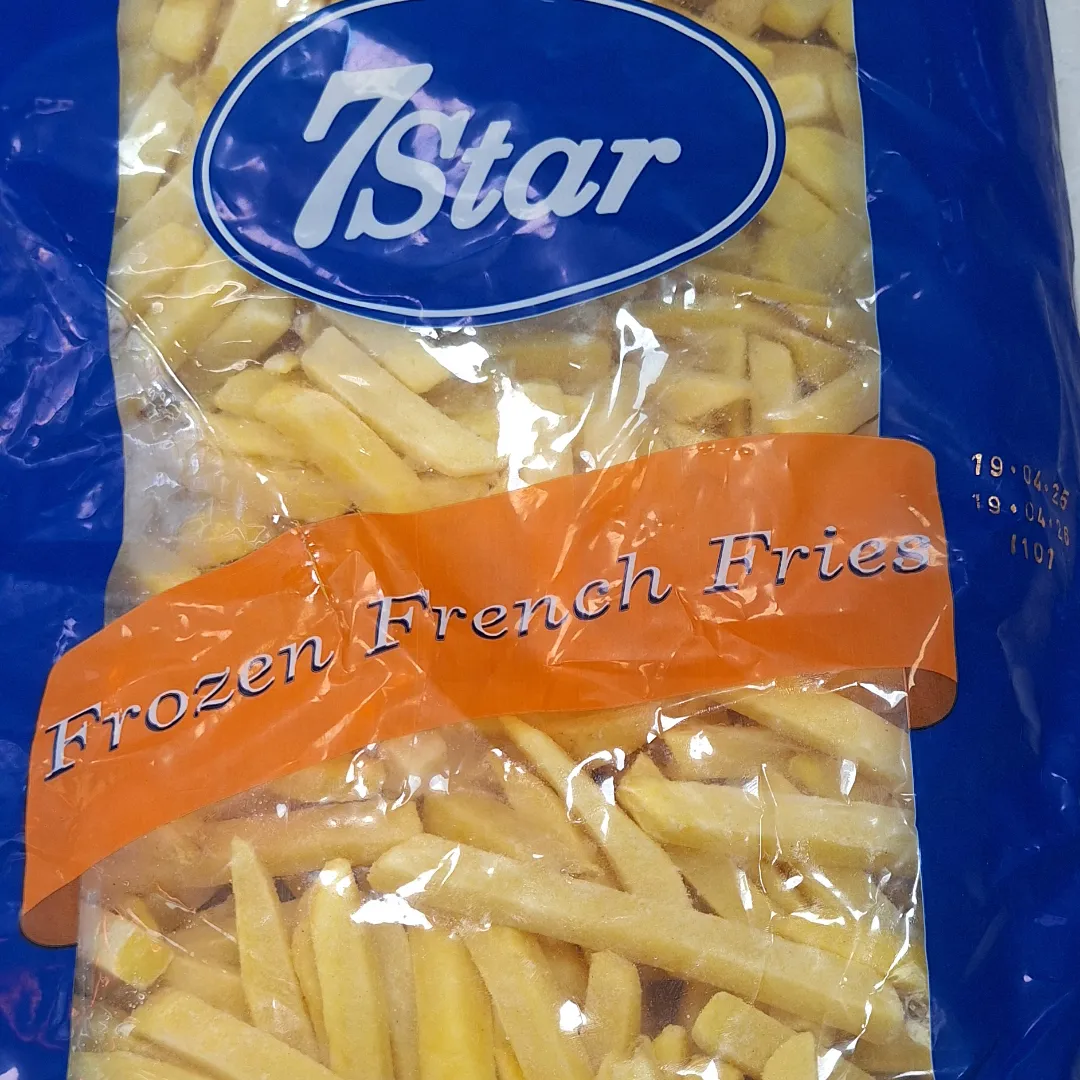 7Star
Frozen French Fries
19•04•25
19•04•26
1101